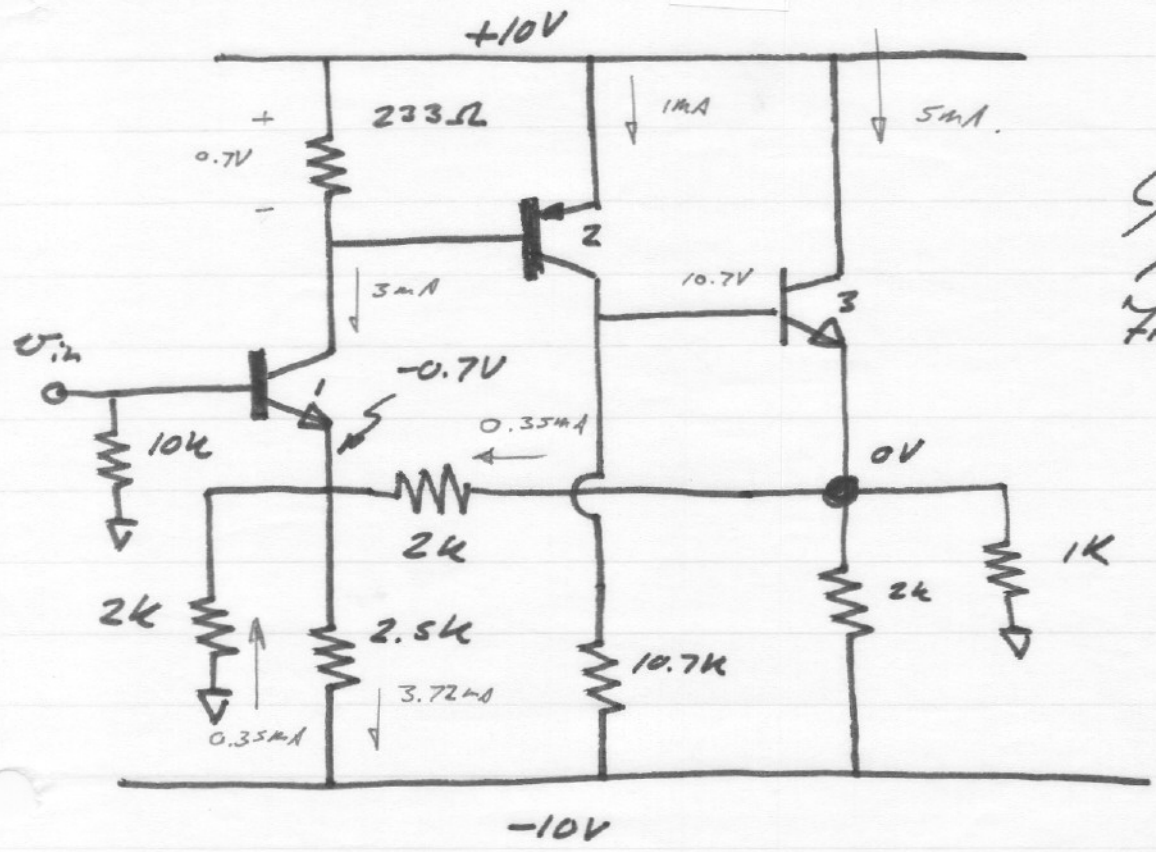 +10V
233Ω
+
0.7V
-
1mA
5mA.
2
3mA
10.7V
3
v_in
1
-0.7V
10k
0.35mA
0V
2k
2k
2.5k
10.7k
2k
1K
3.72mA
0.35mA
-10V